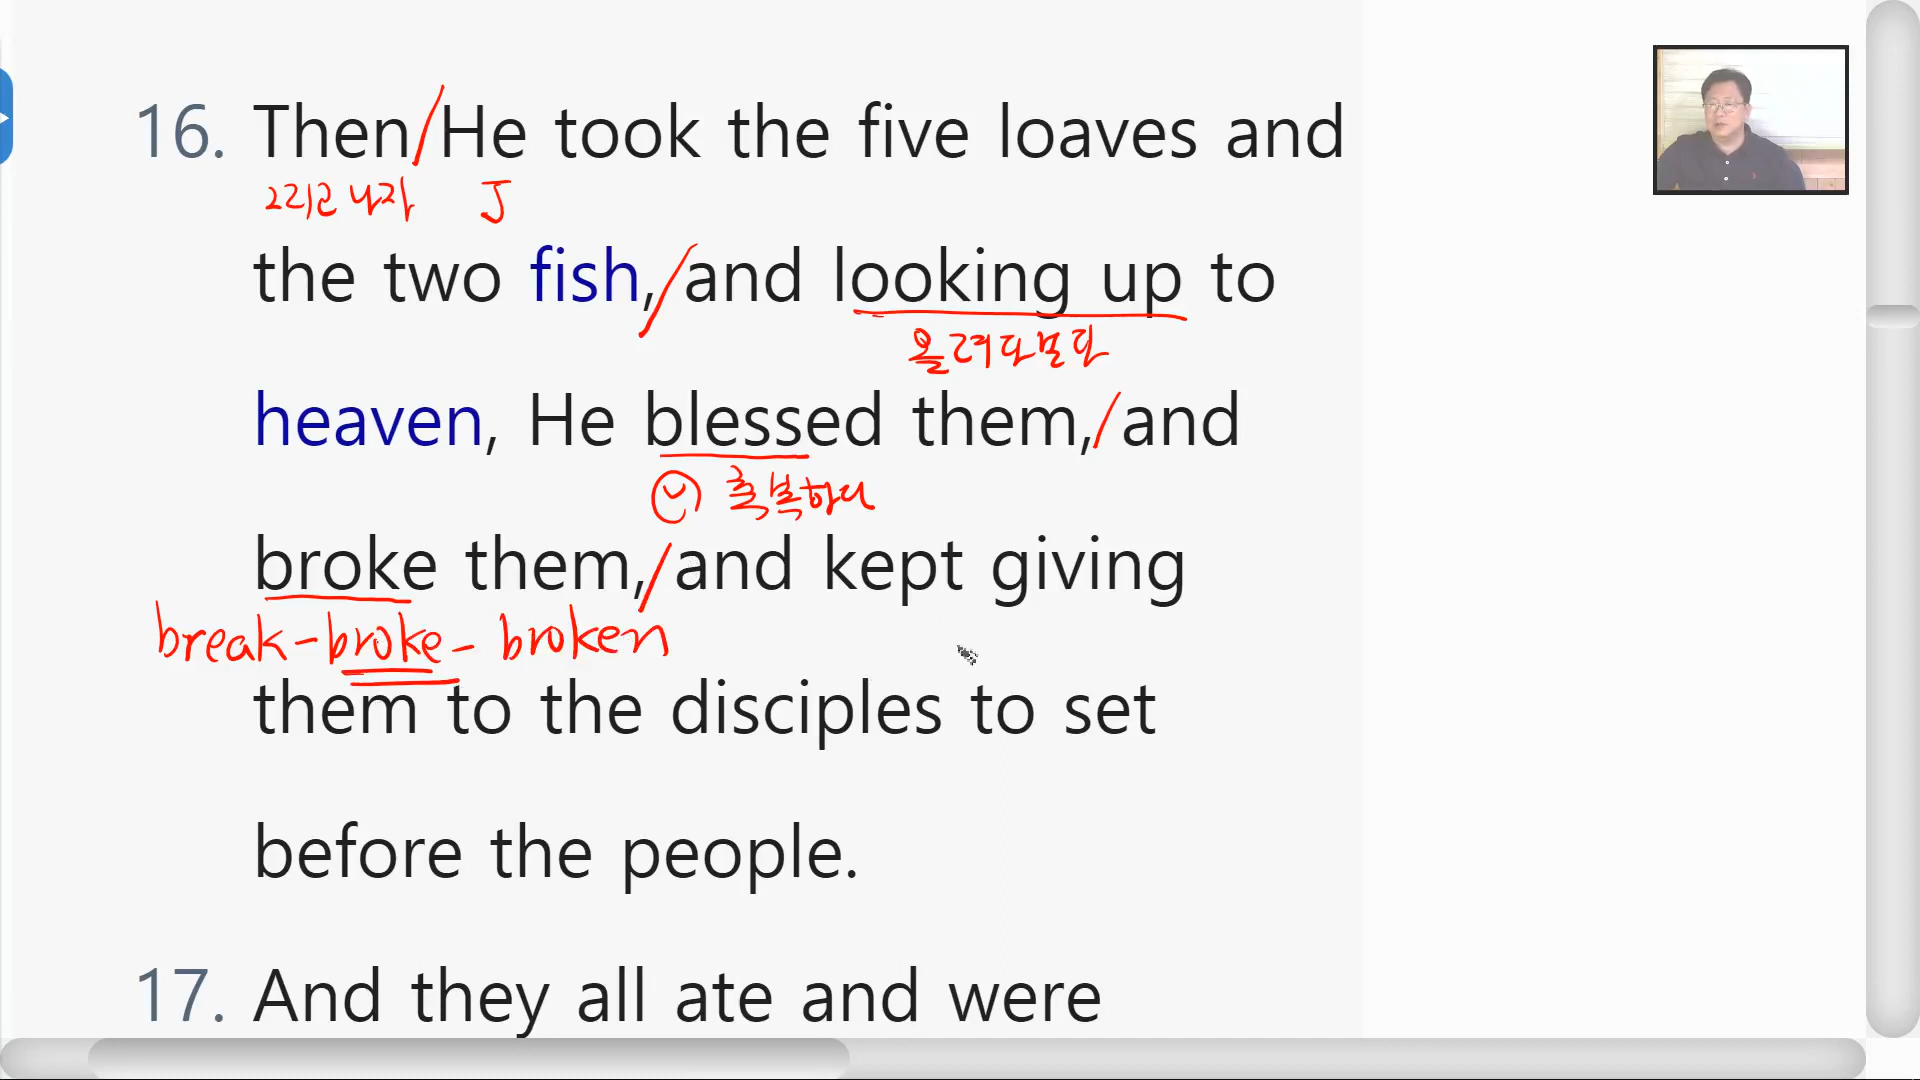 16. Then / He took the five loaves and
그리고 나자 J
the two fish, / and looking up to
올려다보다
heaven, He blessed them, / and
ⓥ 축복하다
broke them, / and kept giving
break - broke - broken
them to the disciples to set
before the people.
17. And they all ate and were